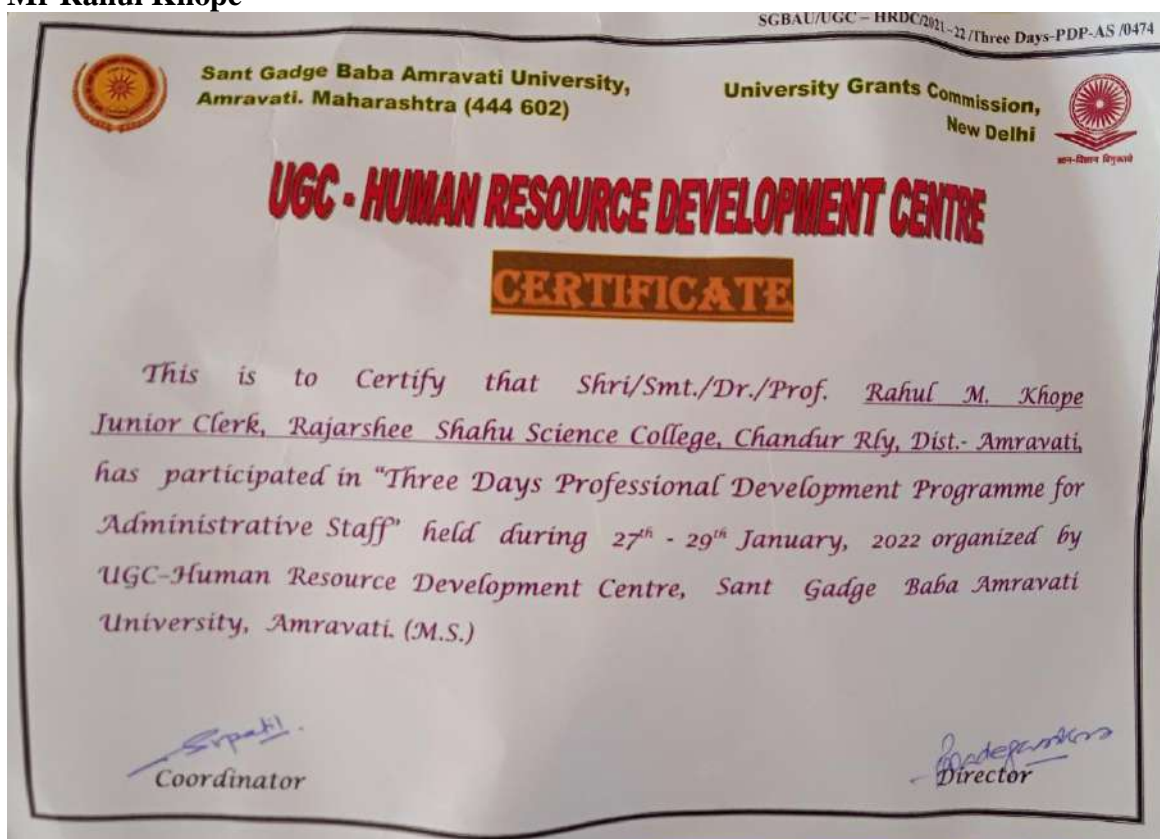 Mr Rahul Khope
SGBAU/UGC – HRDC/2021-22/Three Days-PDP-AS /0474
Sant Gadge Baba Amravati University,
Amravati. Maharashtra (444 602)
University Grants Commission,
New Delhi
ज्ञान-विज्ञान विमुक्तये
UGC - HUMAN RESOURCE DEVELOPMENT CENTRE
CERTIFICATE
This is to Certify that Shri/Smt./Dr./Prof. Rahul M. Khope
Junior Clerk, Rajarshee Shahu Science College, Chandur Rly, Dist.- Amravati,
has participated in “Three Days Professional Development Programme for
Administrative Staff” held during 27th - 29th January, 2022 organized by
UGC-Human Resource Development Centre, Sant Gadge Baba Amravati
University, Amravati. (M.S.)
Coordinator
Director